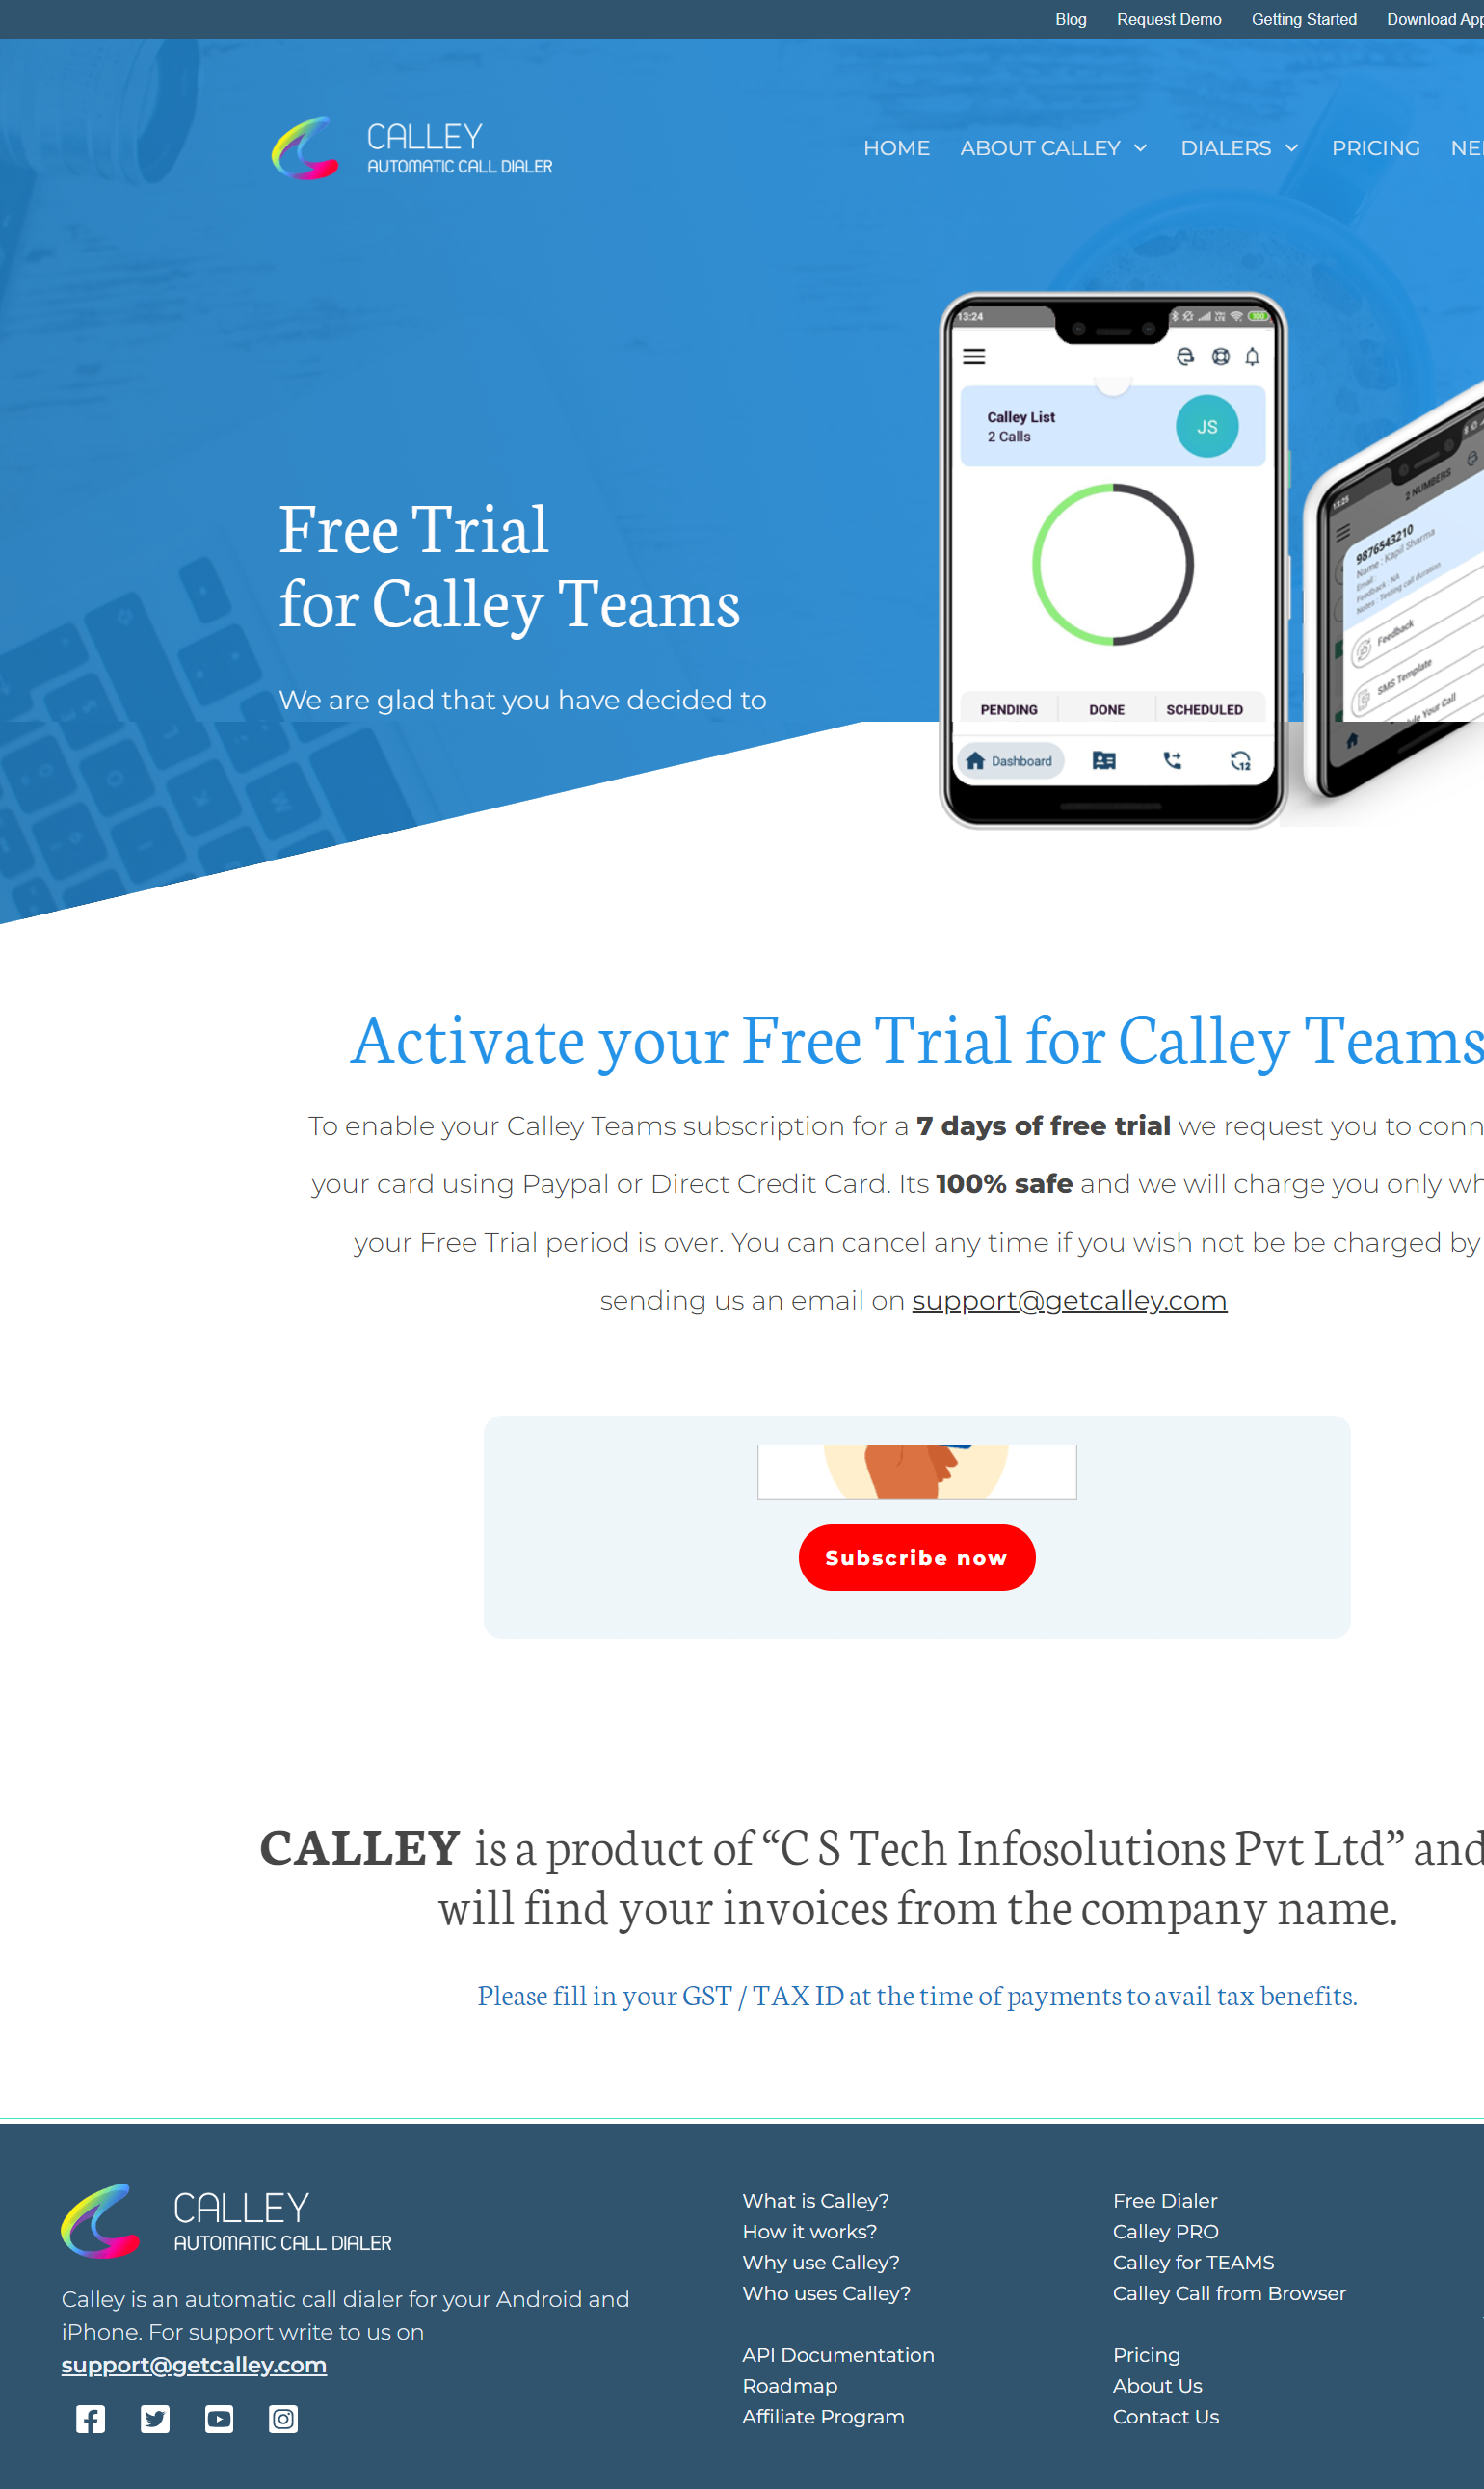 Blog Request Demo Getting Started Download App
CALLEY
AUTOMATIC CALL DIALER
HOME ABOUT CALLEY DIALERS PRICING
13:24
100
Calley List
2 Calls
JS
PENDING DONE SCHEDULED
Dashboard
12
13:25
2 NUMBERS
9876543210
Name : Kapil Sharma
Email :
Feedback : NA
Notes : Testing call duration
Feedback
SMS Template
Your Call
Free Trial
for Calley Teams
We are glad that you have decided to
Activate your Free Trial for Calley Teams
To enable your Calley Teams subscription for a 7 days of free trial we request you to conn
your card using Paypal or Direct Credit Card. Its 100% safe and we will charge you only wh
your Free Trial period is over. You can cancel any time if you wish not be be charged by
sending us an email on support@getcalley.com
Subscribe now
CALLEY is a product of “C S Tech Infosolutions Pvt Ltd” and
will find your invoices from the company name.
Please fill in your GST / TAX ID at the time of payments to avail tax benefits.
CALLEY
AUTOMATIC CALL DIALER
Calley is an automatic call dialer for your Android and
iPhone. For support write to us on
support@getcalley.com
What is Calley?
How it works?
Why use Calley?
Who uses Calley?
API Documentation
Roadmap
Affiliate Program
Free Dialer
Calley PRO
Calley for TEAMS
Calley Call from Browser
Pricing
About Us
Contact Us